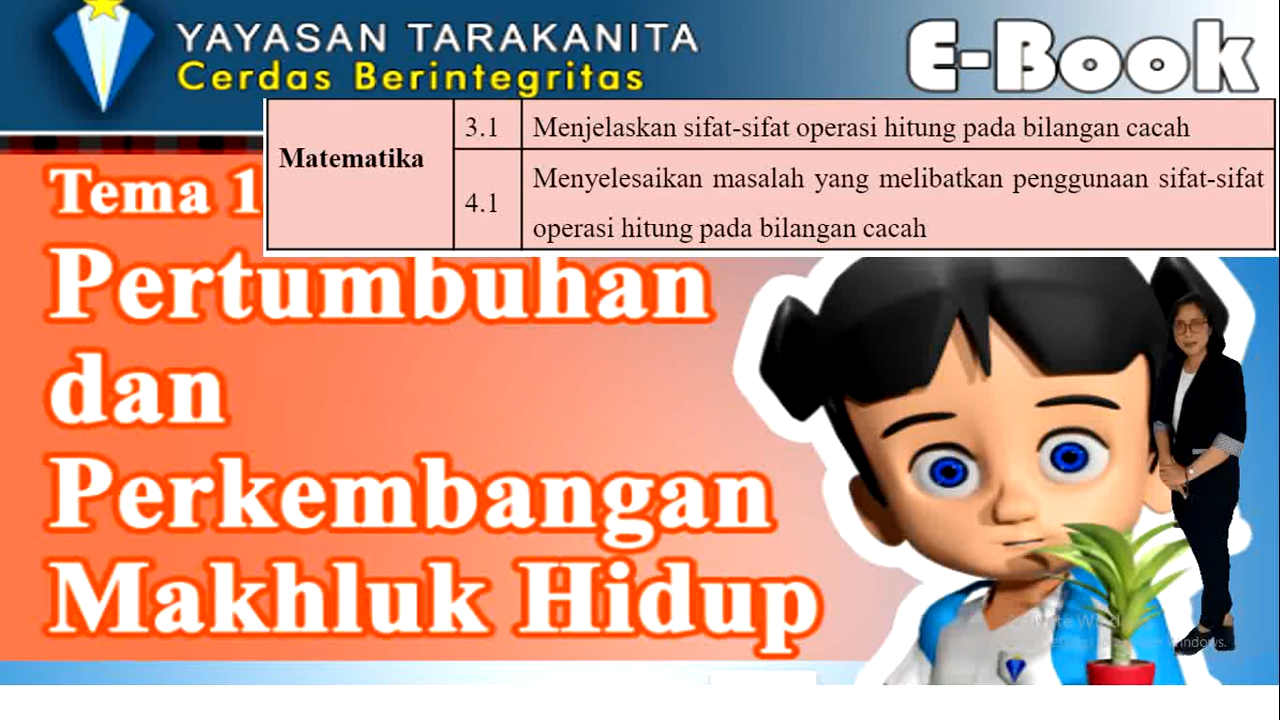 YAYASAN TARAKANITA
Cerdas Berintegritas
E-Book
Matematika
3.1 Menjelaskan sifat-sifat operasi hitung pada bilangan cacah
4.1 Menyelesaikan masalah yang melibatkan penggunaan sifat-sifat
operasi hitung pada bilangan cacah
Tema 1
Pertumbuhan
dan
Perkembangan
Makhluk Hidup